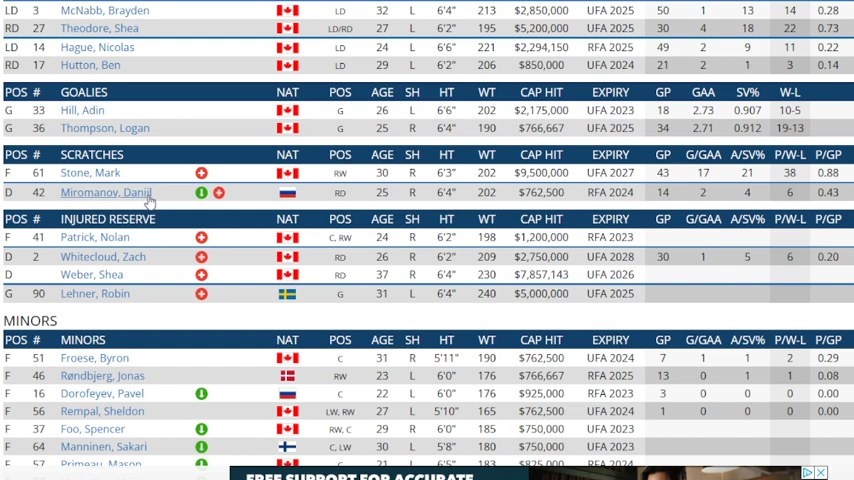 LD 3 McNabb, Brayden LD 32 L 6'4" 213 $2,850,000 UFA 2025 50 1 13 14 0.28
RD 27 Theodore, Shea LD/RD 27 L 6'2" 195 $5,200,000 UFA 2025 30 4 18 22 0.73
LD 14 Hague, Nicolas LD 24 L 6'6" 221 $2,294,150 RFA 2025 49 2 9 11 0.22
RD 17 Hutton, Ben LD 29 L 6'2" 206 $850,000 UFA 2024 21 2 1 3 0.14
POS # GOALIES NAT POS AGE SH HT WT CAP HIT EXPIRY GP GAA SV% W-L
G 33 Hill, Adin G 26 L 6'6" 202 $2,175,000 UFA 2023 18 2.73 0.907 10-5
G 36 Thompson, Logan G 25 R 6'4" 190 $766,667 UFA 2025 34 2.71 0.912 19-13
POS # SCRATCHES NAT POS AGE SH HT WT CAP HIT EXPIRY GP G/GAA A/SV% P/W-L P/GP
F 61 Stone, Mark RW 30 R 6'3" 202 $9,500,000 UFA 2027 43 17 21 38 0.88
D 42 Miromanov, Daniil RD 25 R 6'4" 202 $762,500 RFA 2024 14 2 4 6 0.43
POS # INJURED RESERVE NAT POS AGE SH HT WT CAP HIT EXPIRY GP G/GAA A/SV% P/W-L P/GP
F 41 Patrick, Nolan C, RW 24 R 6'2" 198 $1,200,000 RFA 2023
D 2 Whitecloud, Zach RD 26 R 6'2" 209 $2,750,000 UFA 2028 30 1 5 6 0.20
D Weber, Shea RD 37 R 6'4" 230 $7,857,143 UFA 2026
G 90 Lehner, Robin G 31 L 6'4" 240 $5,000,000 UFA 2025
MINORS
POS # MINORS NAT POS AGE SH HT WT CAP HIT EXPIRY GP G/GAA A/SV% P/W-L P/GP
F 51 Froese, Byron C 31 R 5'11" 190 $762,500 UFA 2024 7 1 1 2 0.29
F 46 Røndbjerg, Jonas RW 23 L 6'0" 176 $766,667 RFA 2025 13 0 1 1 0.08
F 16 Dorofeyev, Pavel C 22 L 6'0" 176 $925,000 RFA 2023 3 0 0 0 0.00
F 56 Rempal, Sheldon LW, RW 27 L 5'10" 165 $762,500 UFA 2024 1 0 0 0 0.00
F 37 Foo, Spencer RW, C 29 R 6'0" 185 $750,000 UFA 2023
F 64 Manninen, Sakari C, LW 30 L 5'8" 180 $750,000 UFA 2023
F 57 Primeau, Mason C 21 L 6'5" 183 $825,000 RFA 2024
FREE SUPPORT FOR ACCURATE